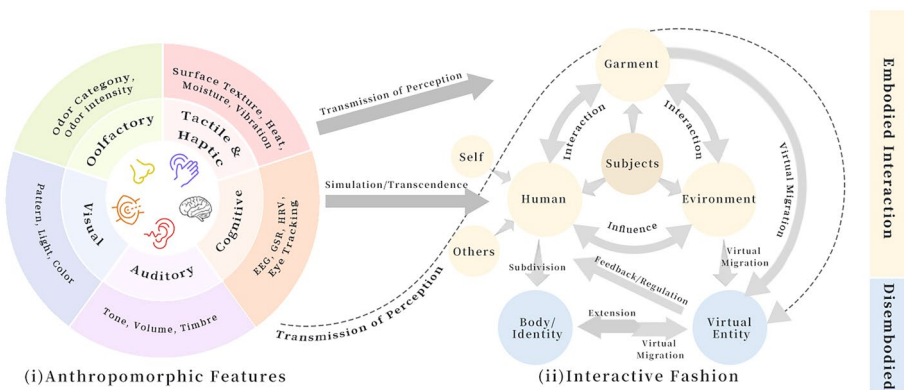 Odor Category,
Odor intensity
Oolfactory
Surface Texture, Heat,
Moisture, Vibration
Tactile &
Haptic
Pattern, Light, Color
Visual
Cognitive
EEG, GSR, HRV,
Eye Tracking
Auditory
Tone, Volume, Timbre
(i)Anthropomorphic Features
Transmission of Perception
Simulation/Transcendence
Transmission of Perception
Garment
Interaction
Interaction
Subjects
Self
Human
Others
Evironment
Influence
Virtual Migration
Subdivision
Feedback/Regulation
Virtual
Migration
Body/
Identity
Extension
Virtual
Migration
Virtual
Entity
(ii)Interactive Fashion
Embodied Interaction
Disembodied